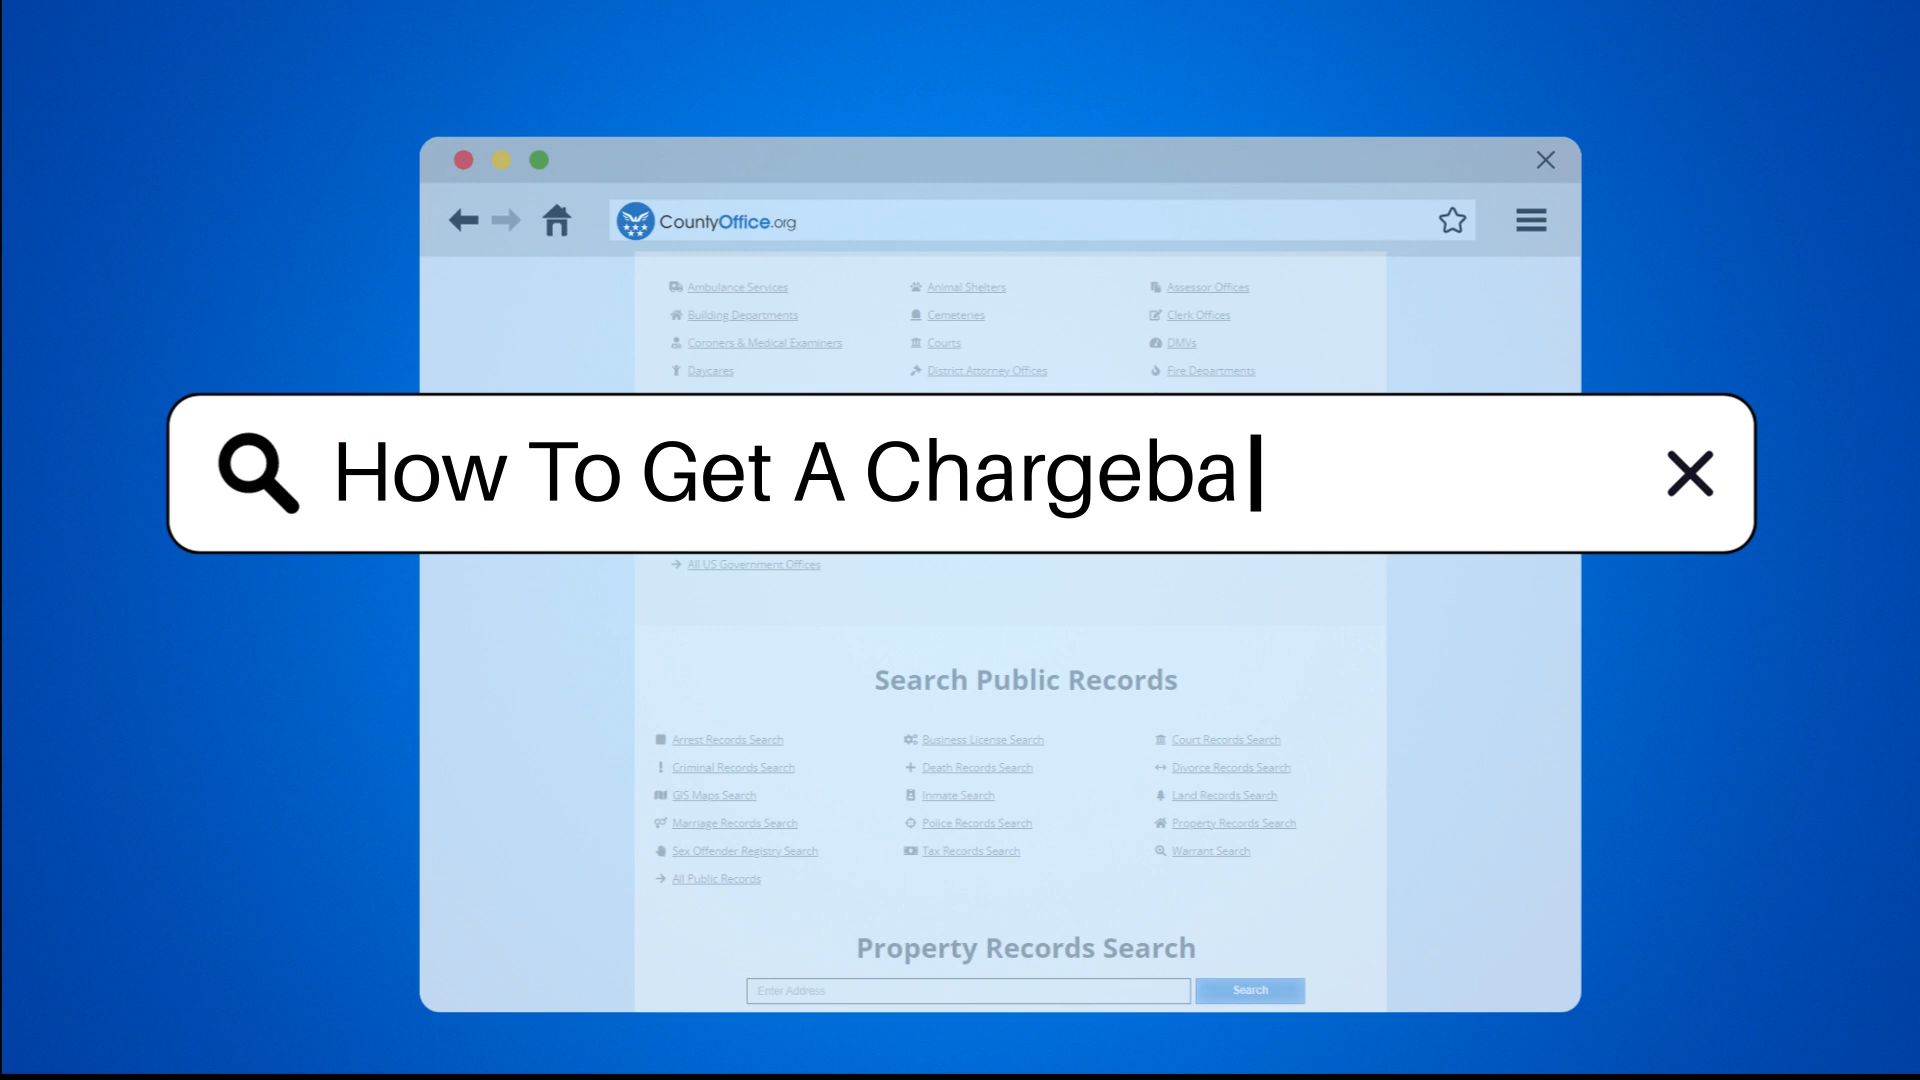 CountyOffice.org
Ambulance Services Animal Shelters Assessor Offices
Building Departments Cemeteries Clerk Offices
Coroners & Medical Examiners Courts DMVs
Daycares District Attorney Offices Fire Departments
How To Get A Chargeba
All US Government Offices
Search Public Records
Arrest Records Search Business License Search Court Records Search
Criminal Records Search Death Records Search Divorce Records Search
GIS Maps Search Inmate Search Land Records Search
Marriage Records Search Police Records Search Property Records Search
Sex Offender Registry Search Tax Records Search Warrant Search
All Public Records
Property Records Search
Enter Address Search